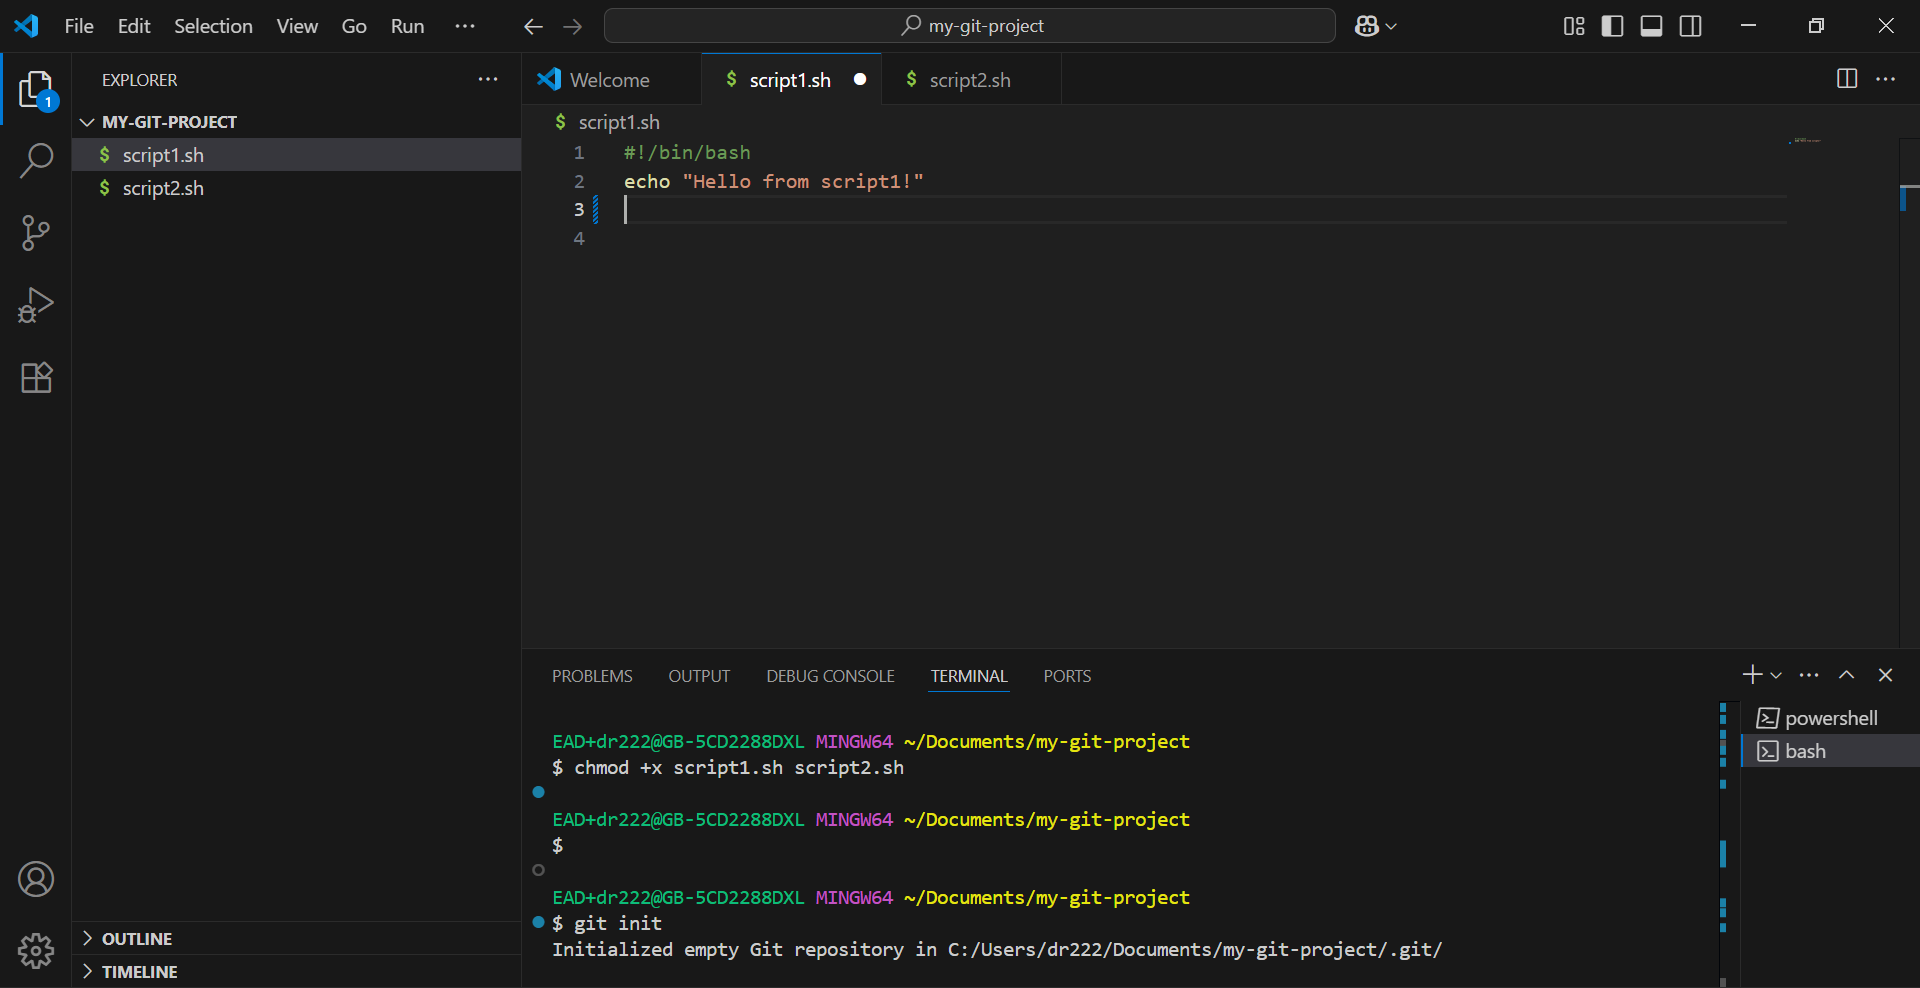 File Edit Selection View Go Run my-git-project
EXPLORER
1
MY-GIT-PROJECT
$ script1.sh
$ script2.sh
OUTLINE
TIMELINE
Welcome $ script1.sh $ script2.sh
$ script1.sh
1 #!/bin/bash
2 echo "Hello from script1!"
3
4
PROBLEMS OUTPUT DEBUG CONSOLE TERMINAL PORTS
EAD+dr222@GB-5CD2288DXL MINGW64 ~/Documents/my-git-project
$ chmod +x script1.sh script2.sh
EAD+dr222@GB-5CD2288DXL MINGW64 ~/Documents/my-git-project
$
EAD+dr222@GB-5CD2288DXL MINGW64 ~/Documents/my-git-project
$ git init
Initialized empty Git repository in C:/Users/dr222/Documents/my-git-project/.git/
powershell
bash